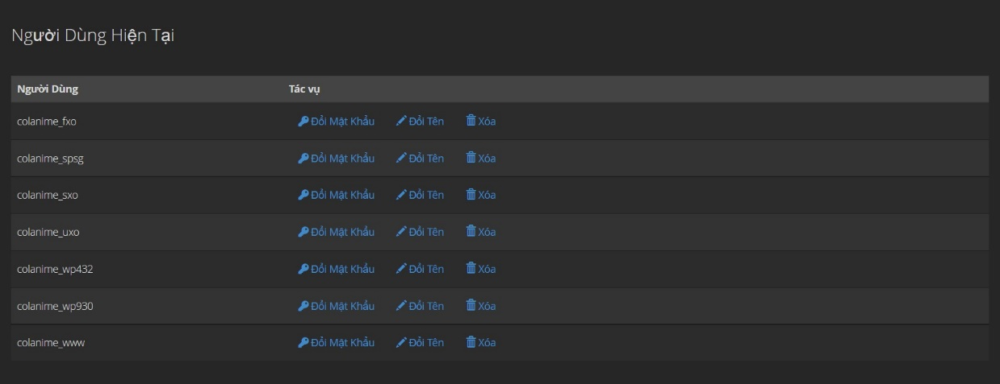 Người Dùng Hiện Tại
Người Dùng Tác vụ
colanime_fxo Đổi Mật Khẩu Đổi Tên Xóa
colanime_spsg Đổi Mật Khẩu Đổi Tên Xóa
colanime_sxo Đổi Mật Khẩu Đổi Tên Xóa
colanime_uxo Đổi Mật Khẩu Đổi Tên Xóa
colanime_wp432 Đổi Mật Khẩu Đổi Tên Xóa
colanime_wp930 Đổi Mật Khẩu Đổi Tên Xóa
colanime_www Đổi Mật Khẩu Đổi Tên Xóa